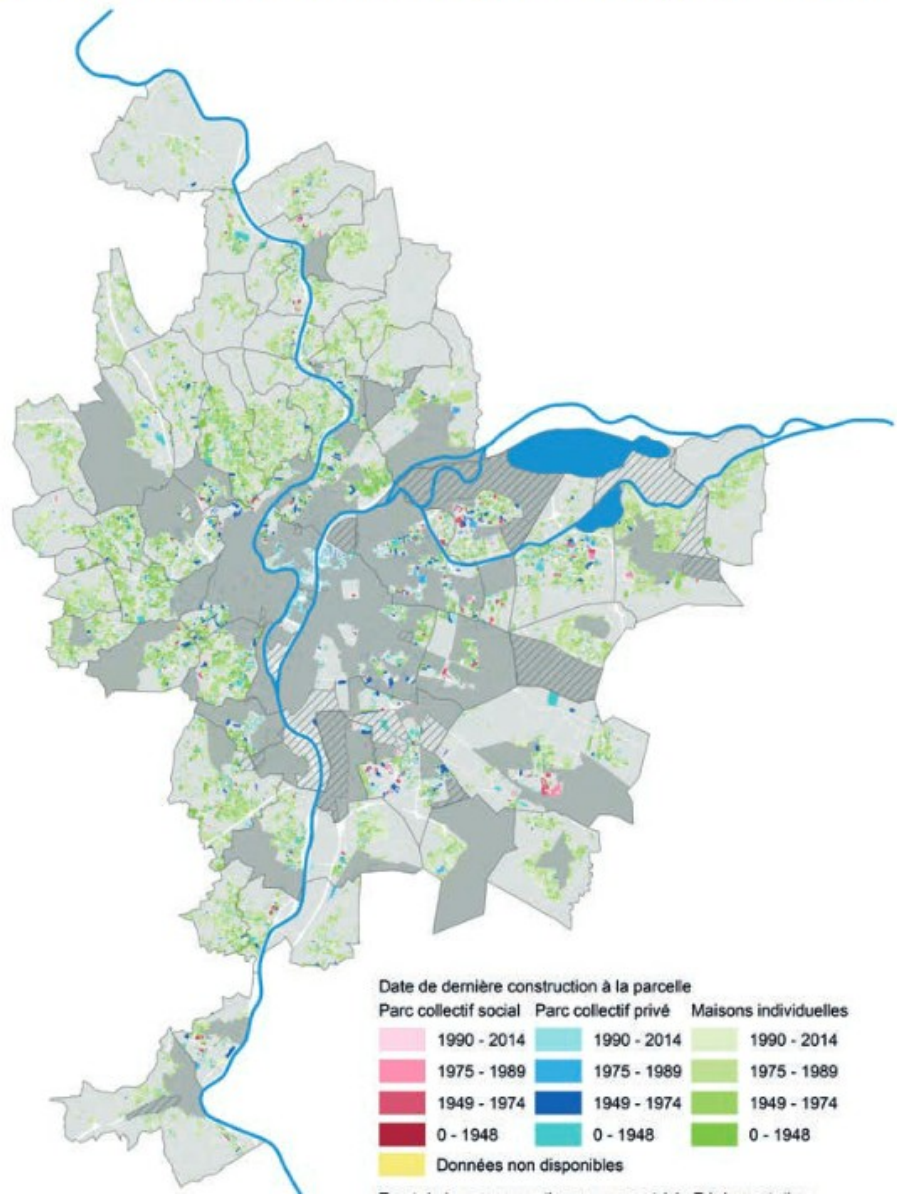 Date de dernière construction à la parcelle
Parc collectif social Parc collectif privé Maisons individuelles
1990 - 2014 1990 - 2014 1990 - 2014
1975 - 1989 1975 - 1989 1975 - 1989
1949 - 1974 1949 - 1974 1949 - 1974
0 - 1948 0 - 1948 0 - 1948
Données non disponibles